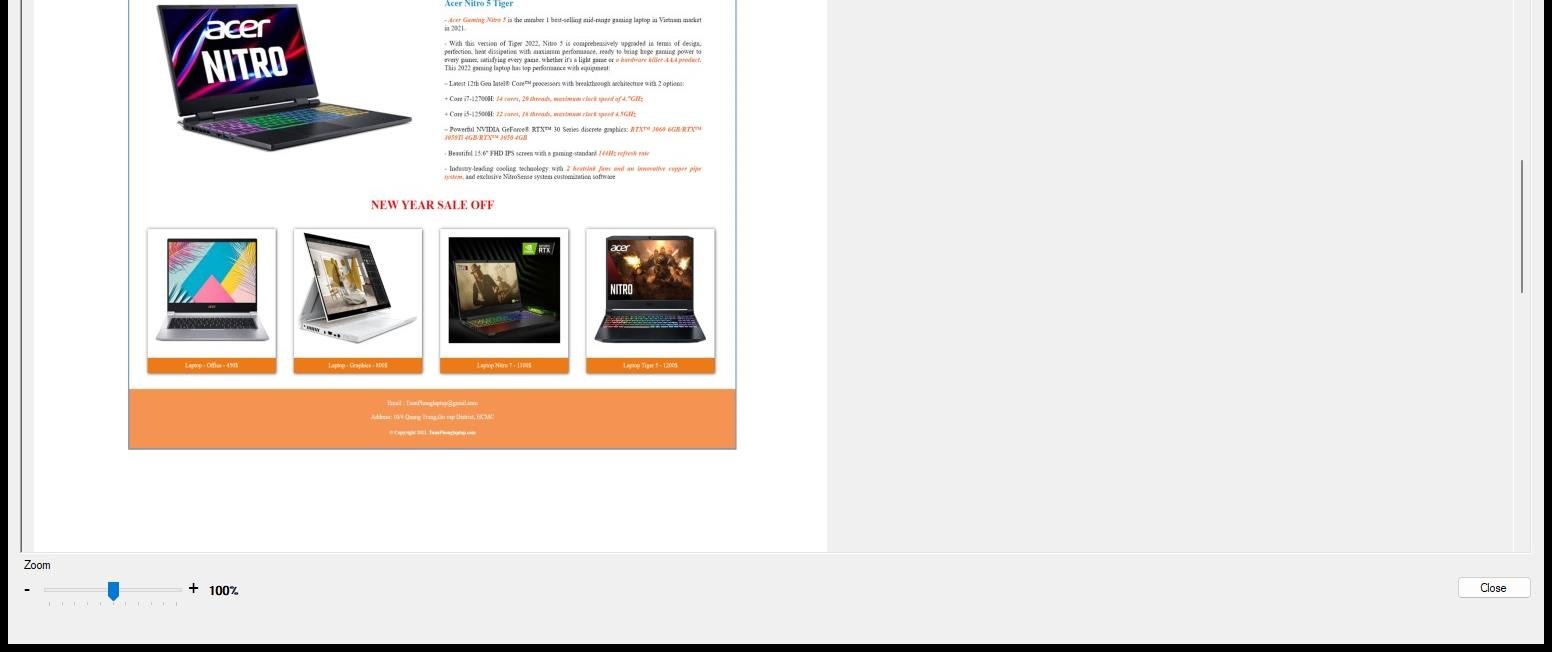 Acer Nitro 5 Tiger
acer
NITRO
- Acer Gaming Nitro 5 is the number 1 best-selling mid-range gaming laptop in Vietnam market
in 2021.
- With this version of Tiger 2022, Nitro 5 is comprehensively upgraded in terms of design,
perfection, heat dissipation with maximum performance, ready to bring huge gaming power to
every gamer, satisfying every game. whether it's a light game or a hardware killer AAA product.
This 2022 gaming laptop has top performance with equipment:
– Latest 12th Gen Intel® Core™ processors with breakthrough architecture with 2 options:
+ Core i7-12700H: 14 cores, 20 threads, maximum clock speed of 4.7GHz
+ Core i5-12500H: 12 cores, 16 threads, maximum clock speed 4.5GHz
– Powerful NVIDIA GeForce® RTX™ 30 Series discrete graphics: RTX™ 3060 6GB/RTX™
3050Ti 4GB/RTX™ 3050 4GB
- Beautiful 15.6" FHD IPS screen with a gaming-standard 144Hz refresh rate
- Industry-leading cooling technology with 2 heatsink fans and an innovative copper pipe
system, and exclusive NitroSense system customization software
NEW YEAR SALE OFF
RTX
acer
NITRO
Laptop - Office - 450$
Laptop - Graphics - 800$
Laptop Nitro 7 - 1100$
Laptop Tiger 5 - 1200$
Email : TuanPhonglaptop@gmail.com
Address: 10/4 Quang Trung,Go vap District, HCMC
© Copyright 2021. TuanPhonglaptop.com
Zoom
- + 100%
Close